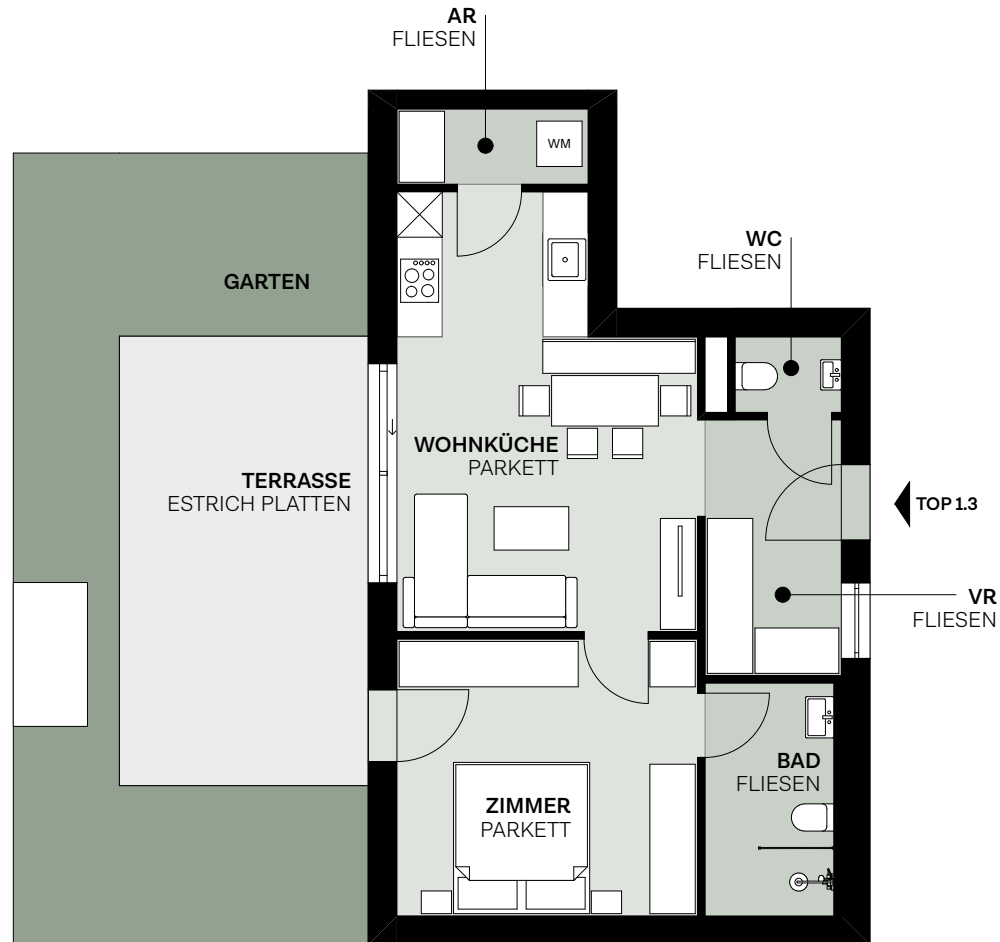 AR
FLIESEN
WM
WC
FLIESEN
GARTEN
WOHNKÜCHE
PARKETT
TERRASSE
ESTRICH PLATTEN
TOP 1.3
VR
FLIESEN
BAD
FLIESEN
ZIMMER
PARKETT